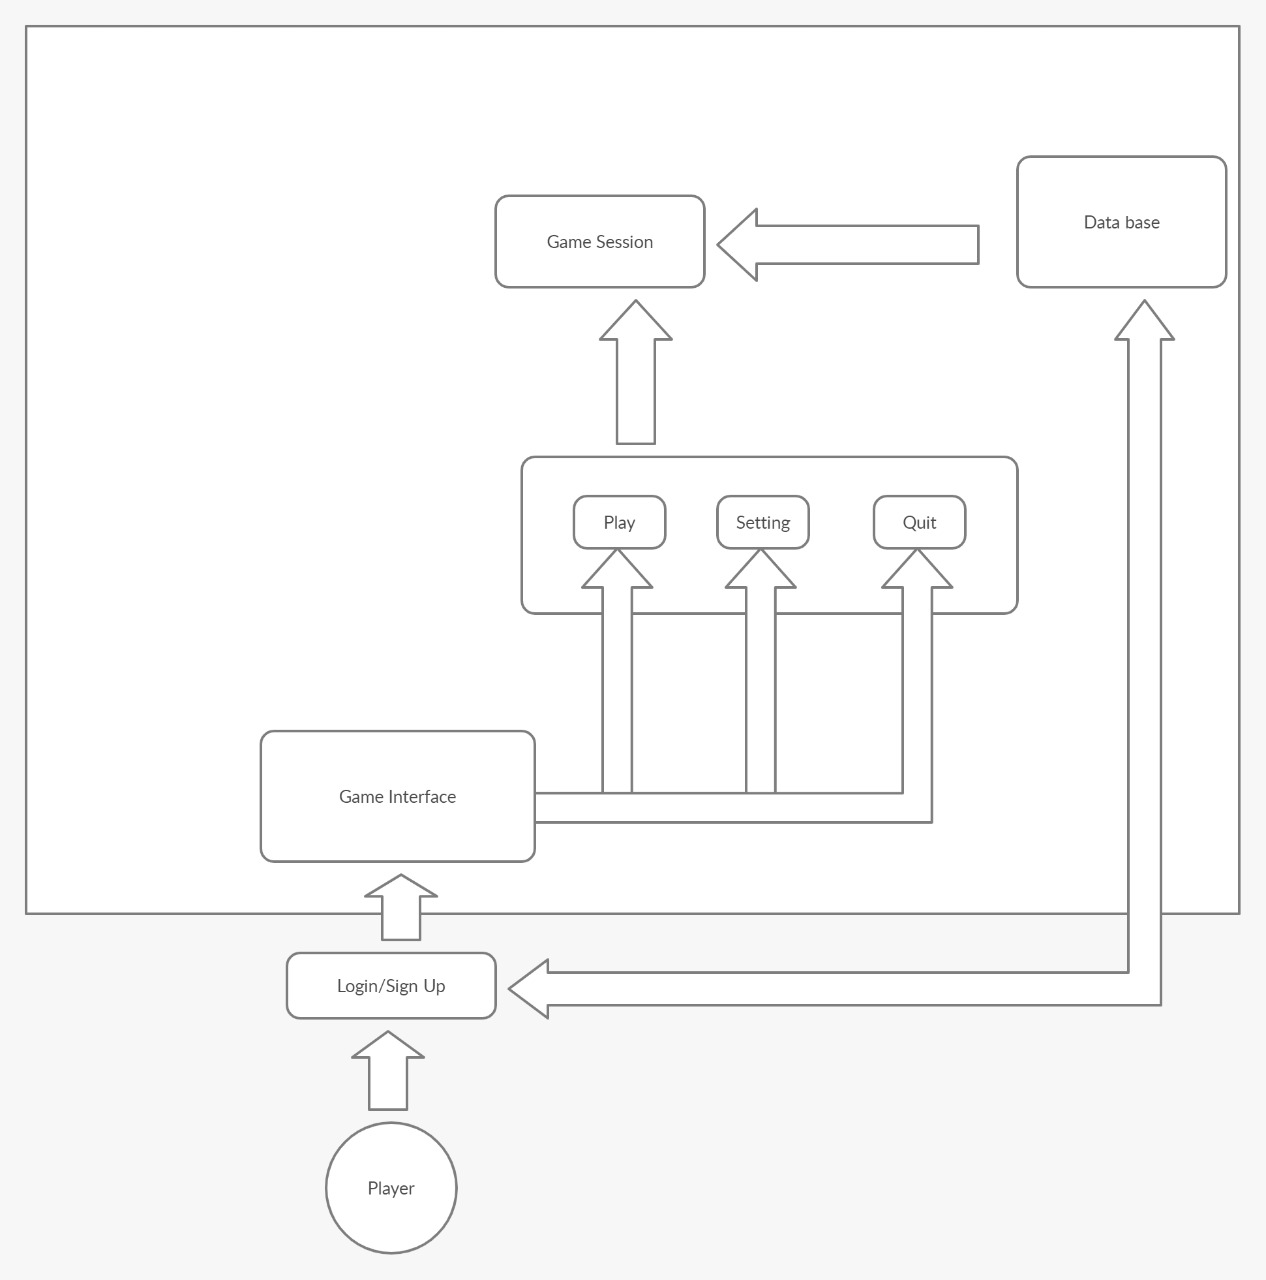 Data base
Game Session
Play
Setting
Quit
Game Interface
Login/Sign Up
Player